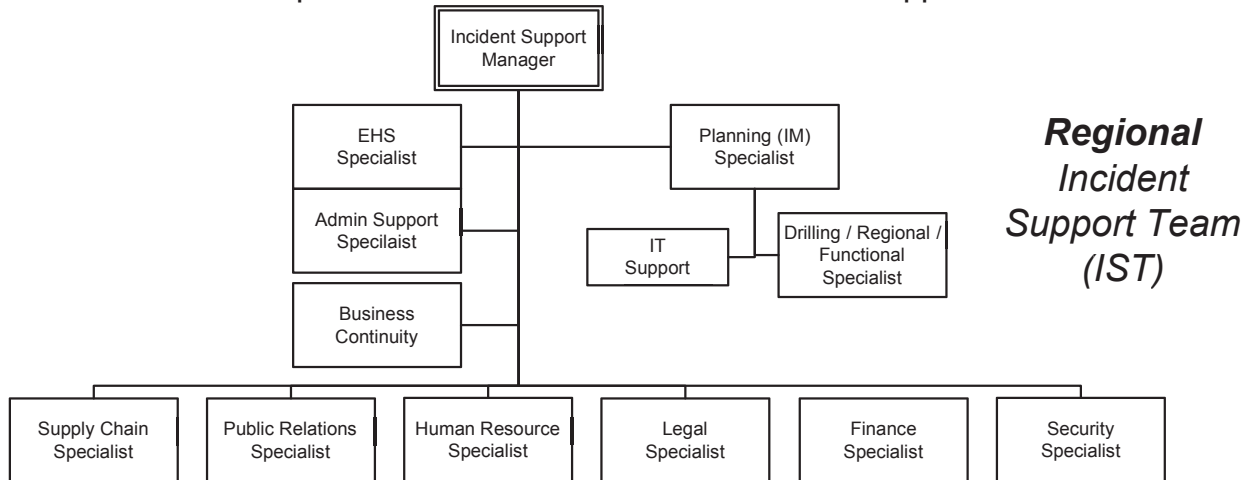 Incident Support
Manager
EHS
Specialist
Planning (IM)
Specialist
Regional
Incident
Support Team
(IST)
Admin Support
Specilaist
IT
Support
Drilling / Regional /
Functional
Specialist
Business
Continuity
Supply Chain
Specialist
Public Relations
Specialist
Human Resource
Specialist
Legal
Specialist
Finance
Specialist
Security
Specialist